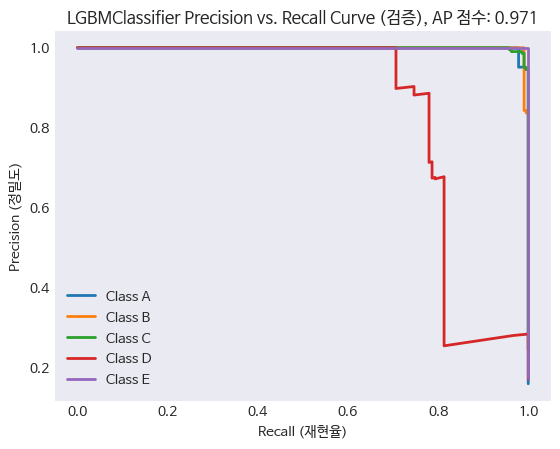 LGBMClassifier Precision vs. Recall Curve (검증), AP 점수: 0.971
Precision (정밀도)
1.0
0.8
0.6
0.4
0.2
Class A
Class B
Class C
Class D
Class E
0.0 0.2 0.4 0.6 0.8 1.0
Recall (재현율)